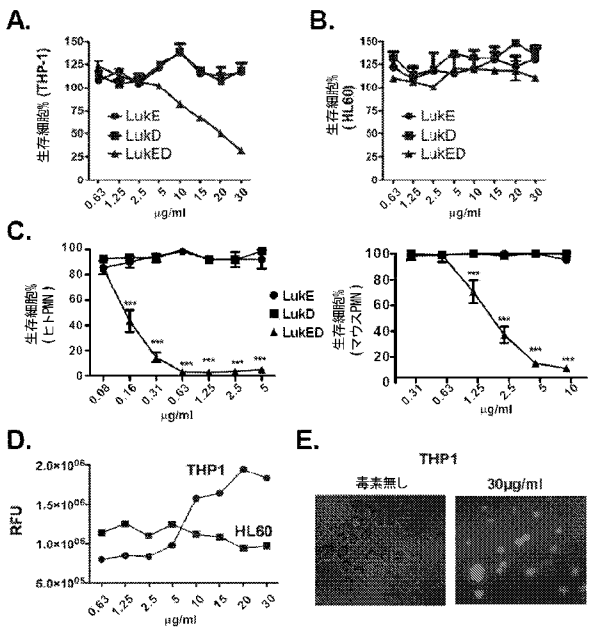 A.
生存細胞% (THP-1)
150
125
100
75
50
25
0
LukE
LukD
LukED
0.63
1.25
2.5
5
10
15
20
30
µg/ml
B.
生存細胞%
(HL60)
150
125
100
75
50
25
0
LukE
LukD
LukED
0.63
1.25
2.5
5
10
15
20
30
µg/ml
C.
生存細胞%
(ヒトPMN)
100
80
60
40
20
0
***
***
***
***
***
***
0.08
0.16
0.31
0.63
1.25
2.5
5
µg/ml
LukE
LukD
LukED
生存細胞%
(マウスPMN)
100
80
60
40
20
0
***
***
***
***
0.31
0.63
1.25
2.5
5
10
µg/ml
D.
RFU
2.0×10⁰⁶
1.5×10⁰⁶
1.0×10⁰⁶
5.0×10⁰⁵
THP1
HL60
0.63
1.25
2.5
5
10
15
20
30
µg/ml
E.
THP1
毒素無し
30µg/ml